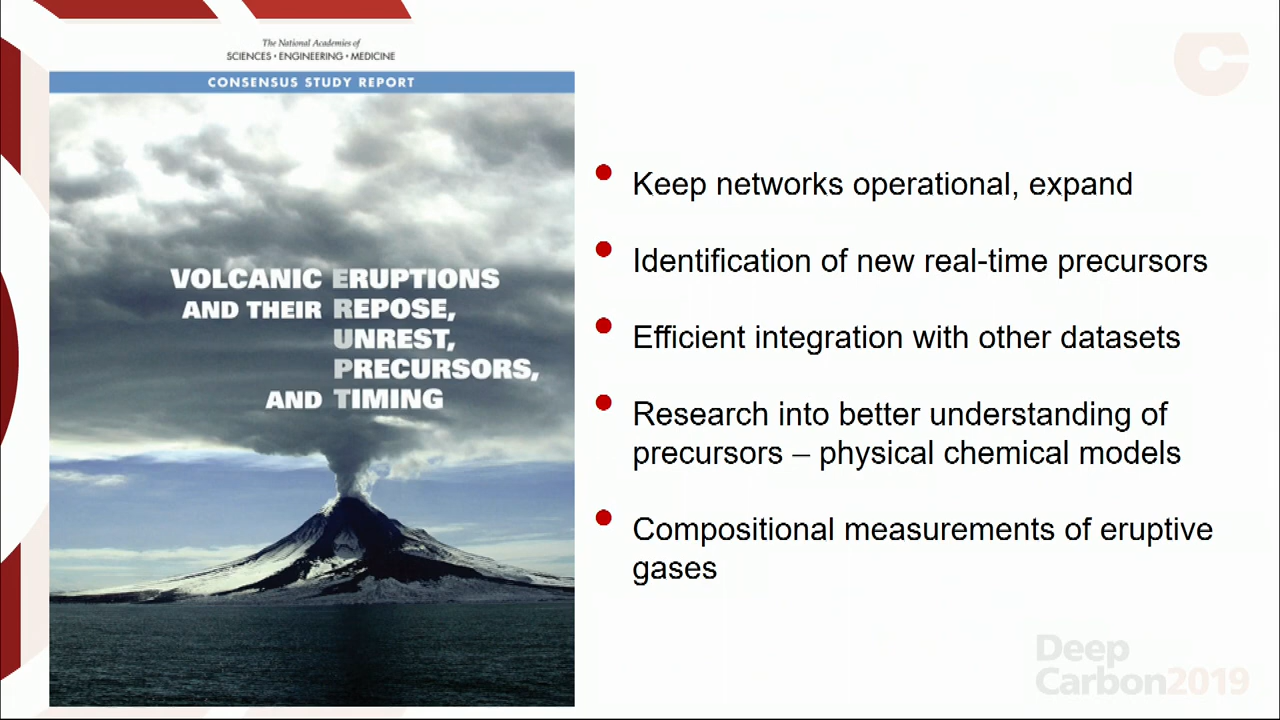 The National Academies of
SCIENCES • ENGINEERING • MEDICINE
CONSENSUS STUDY REPORT
VOLCANIC ERUPTIONS
AND THEIR REPOSE,
UNREST,
PRECURSORS,
AND TIMING
Keep networks operational, expand
Identification of new real-time precursors
Efficient integration with other datasets
Research into better understanding of
precursors – physical chemical models
Compositional measurements of eruptive
gases
Deep
Carbon2019